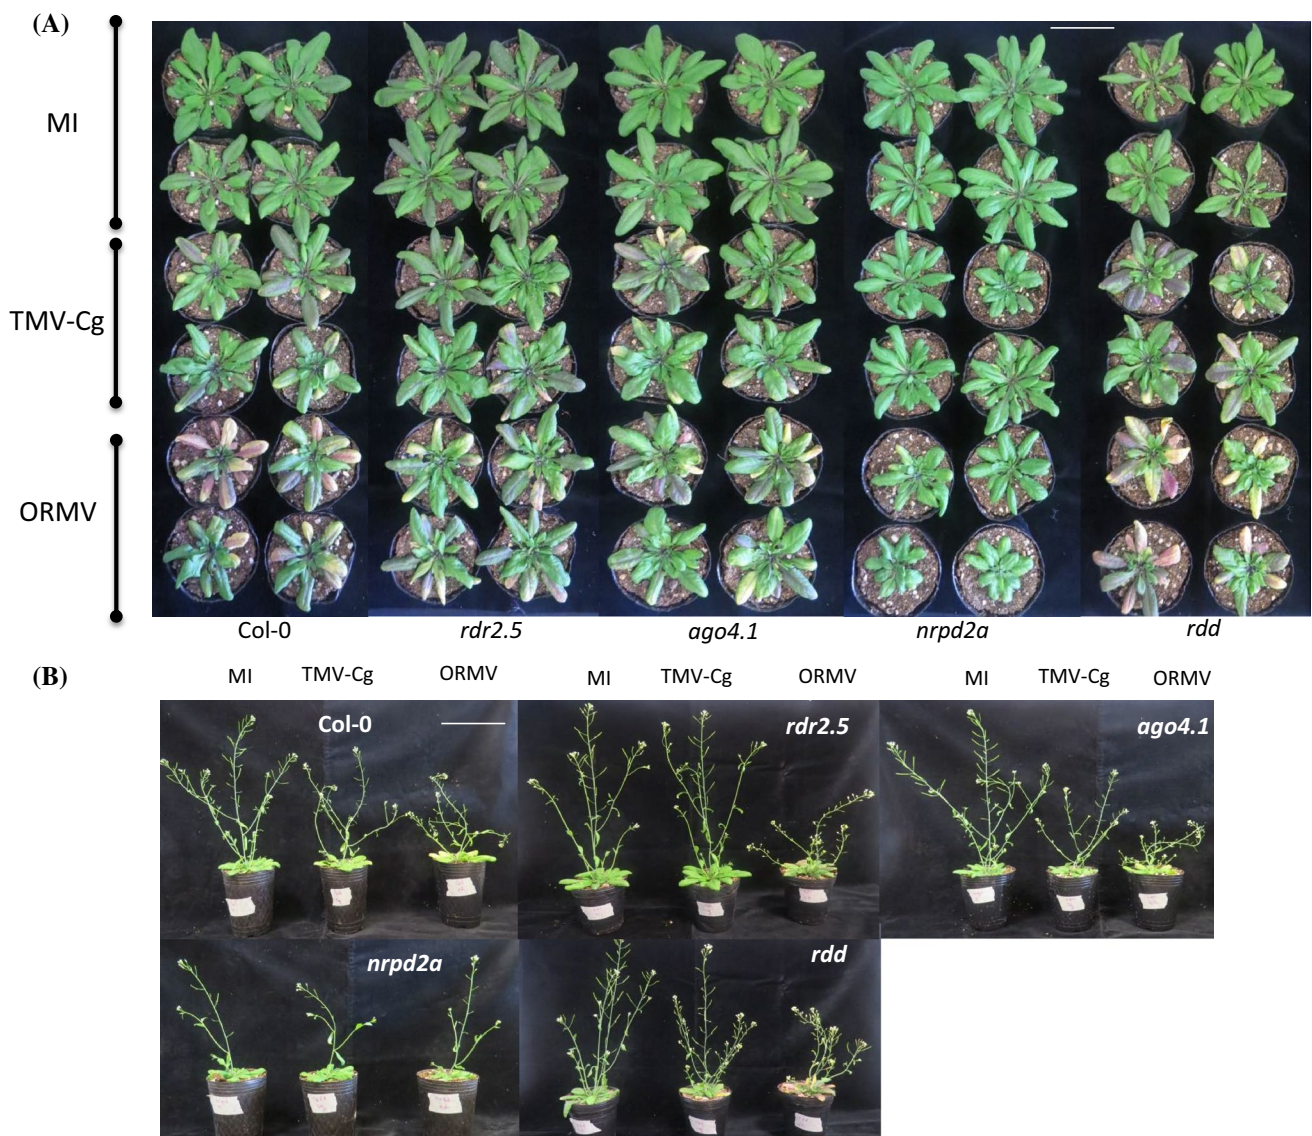 (A)
MI
TMV-Cg
ORMV
Col-0 rdr2.5 ago4.1 nrpd2a rdd
(B)
MI TMV-Cg ORMV MI TMV-Cg ORMV MI TMV-Cg ORMV
Col-0 rdr2.5 ago4.1
nrpd2a rdd